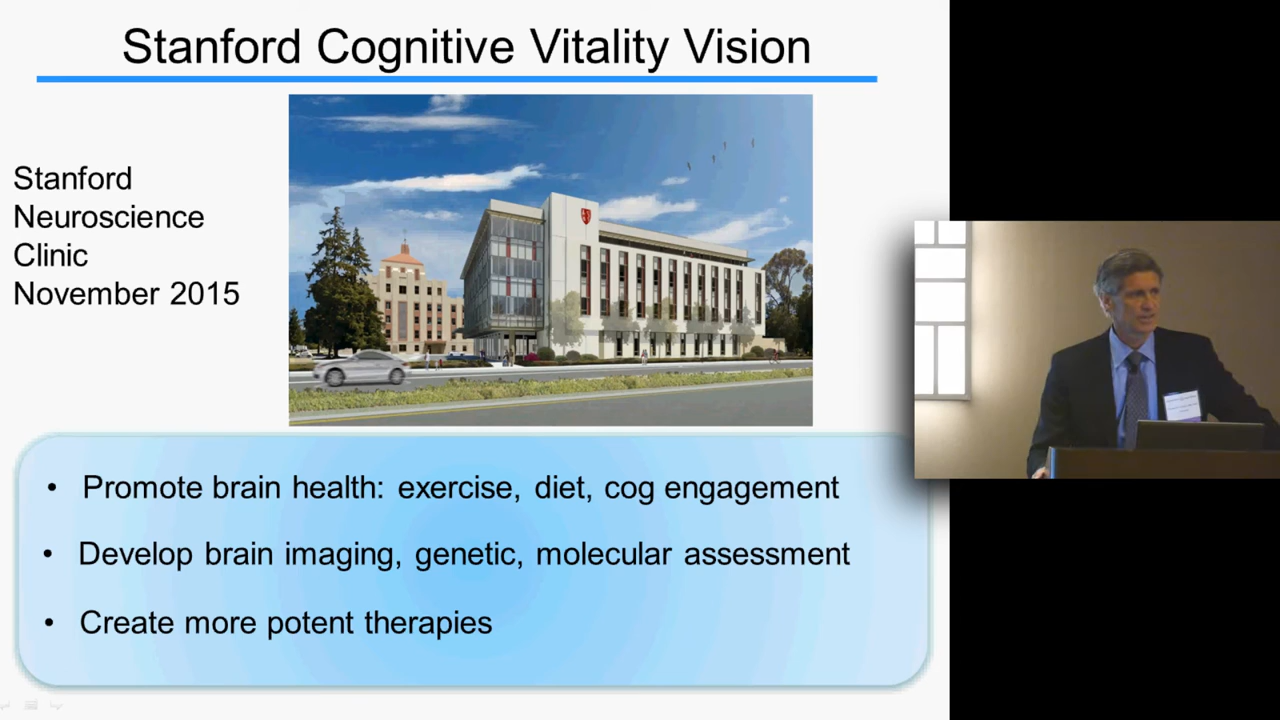 Stanford Cognitive Vitality Vision
Stanford
Neuroscience
Clinic
November 2015
• Promote brain health: exercise, diet, cog engagement
• Develop brain imaging, genetic, molecular assessment
• Create more potent therapies